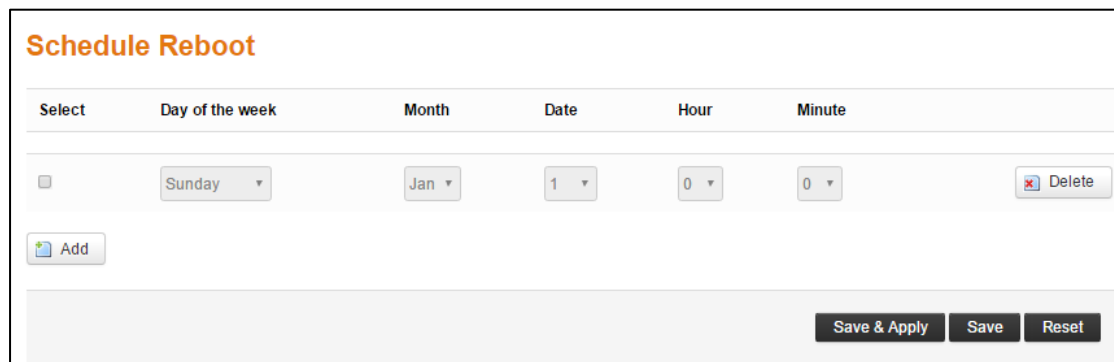 Schedule Reboot
Select Day of the week Month Date Hour Minute
Sunday Jan 1 0 0 Delete
Add
Save & Apply Save Reset